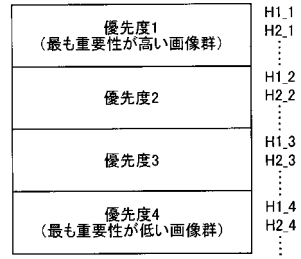 優先度1
(最も重要性が高い画像群)
H1_1
H2_1
優先度2
H1_2
H2_2
優先度3
H1_3
H2_3
優先度4
(最も重要性が低い画像群)
H1_4
H2_4